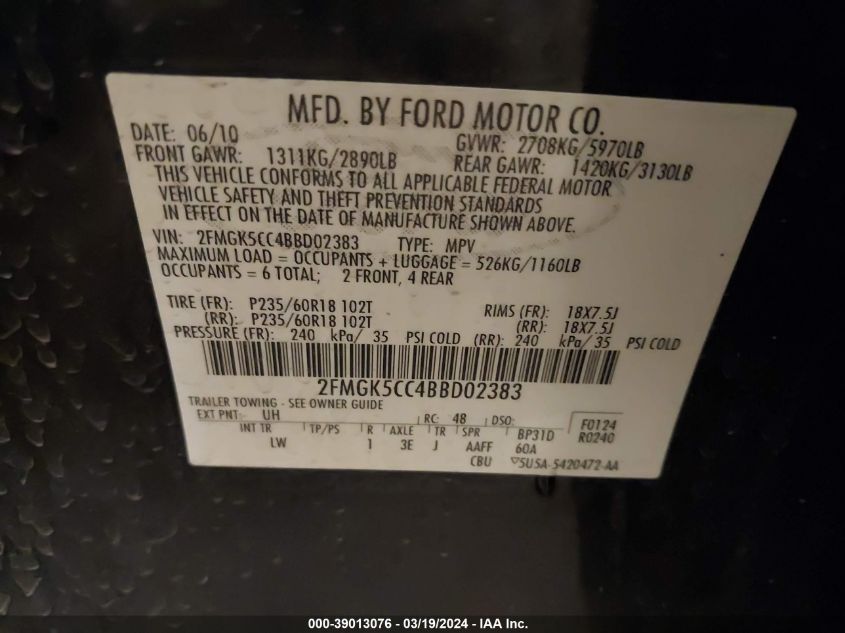 MFD. BY FORD MOTOR CO.
DATE: 06/10 GVWR: 2708KG/5970LB
FRONT GAWR: 1311KG/2890LB REAR GAWR: 1420KG/3130LB
THIS VEHICLE CONFORMS TO ALL APPLICABLE FEDERAL MOTOR
VEHICLE SAFETY AND THEFT PREVENTION STANDARDS
IN EFFECT ON THE DATE OF MANUFACTURE SHOWN ABOVE.
VIN: 2FMGK5CC4BBD02383 TYPE: MPV
MAXIMUM LOAD = OCCUPANTS + LUGGAGE = 526KG/1160LB
OCCUPANTS = 6 TOTAL; 2 FRONT, 4 REAR
TIRE (FR): P235/60R18 102T RIMS (FR): 18X7.5J
(RR): P235/60R18 102T (RR): 18X7.5J
PRESSURE (FR): 240 kPa/ 35 PSI COLD (RR): 240 kPa/ 35 PSI COLD
2FMGK5CC4BBD02383
TRAILER TOWING - SEE OWNER GUIDE
EXT PNT: UH RC: 48 DSO: F0124
INT TR TP/PS R AXLE TR SPR BP31D R0240
LW 1 3E J AAFF 60A
CBU 5U5A-5420472-AA
000-39013076 - 03/19/2024 - IAA Inc.